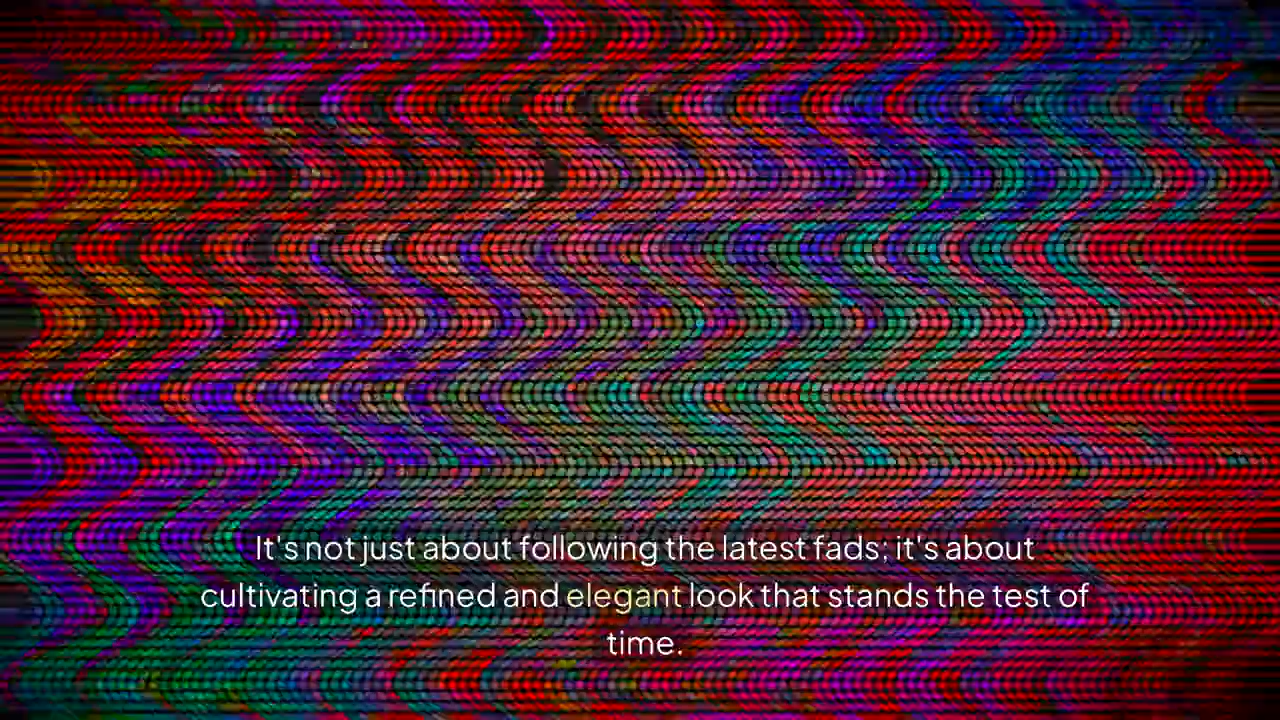 It's not just about following the latest fads; it's about
cultivating a refined and elegant look that stands the test of
time.